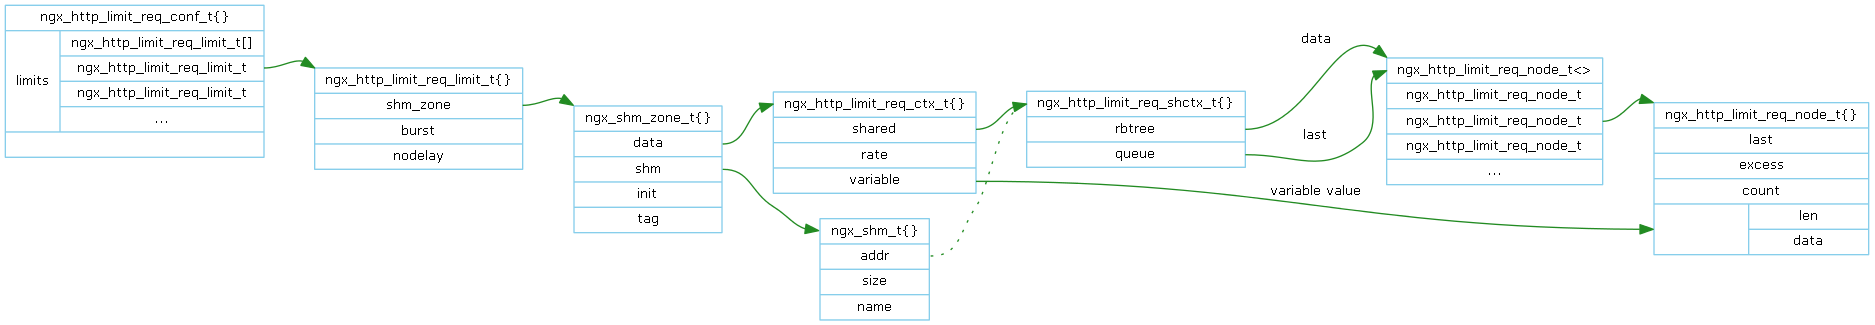 ngx_http_limit_req_conf_t{}
limits
ngx_http_limit_req_limit_t[]
ngx_http_limit_req_limit_t
ngx_http_limit_req_limit_t
...
ngx_http_limit_req_limit_t{}
shm_zone
burst
nodelay
ngx_shm_zone_t{}
data
shm
init
tag
ngx_http_limit_req_ctx_t{}
shared
rate
variable
ngx_shm_t{}
addr
size
name
ngx_http_limit_req_shctx_t{}
rbtree
queue
data
last
variable value
ngx_http_limit_req_node_t<>
ngx_http_limit_req_node_t
ngx_http_limit_req_node_t
ngx_http_limit_req_node_t
...
ngx_http_limit_req_node_t{}
last
excess
count
len
data